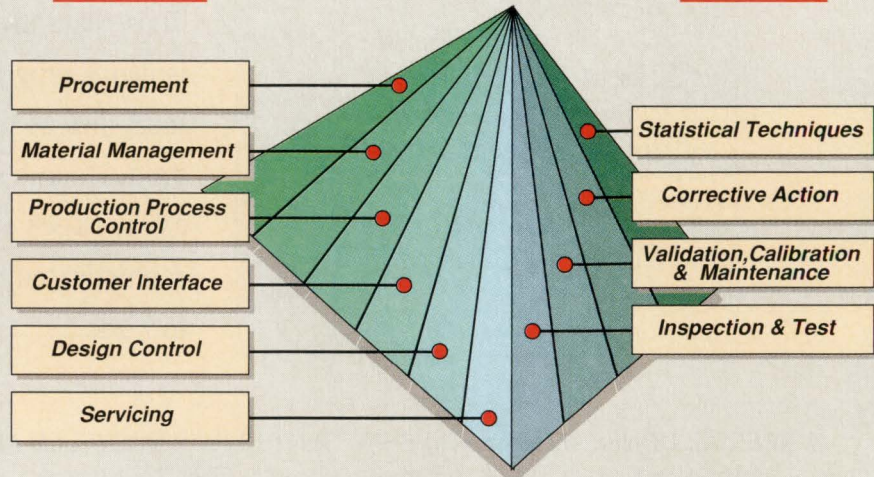 Procurement
Material Management
Production Process
Control
Customer Interface
Design Control
Servicing
Statistical Techniques
Corrective Action
Validation,Calibration
& Maintenance
Inspection & Test